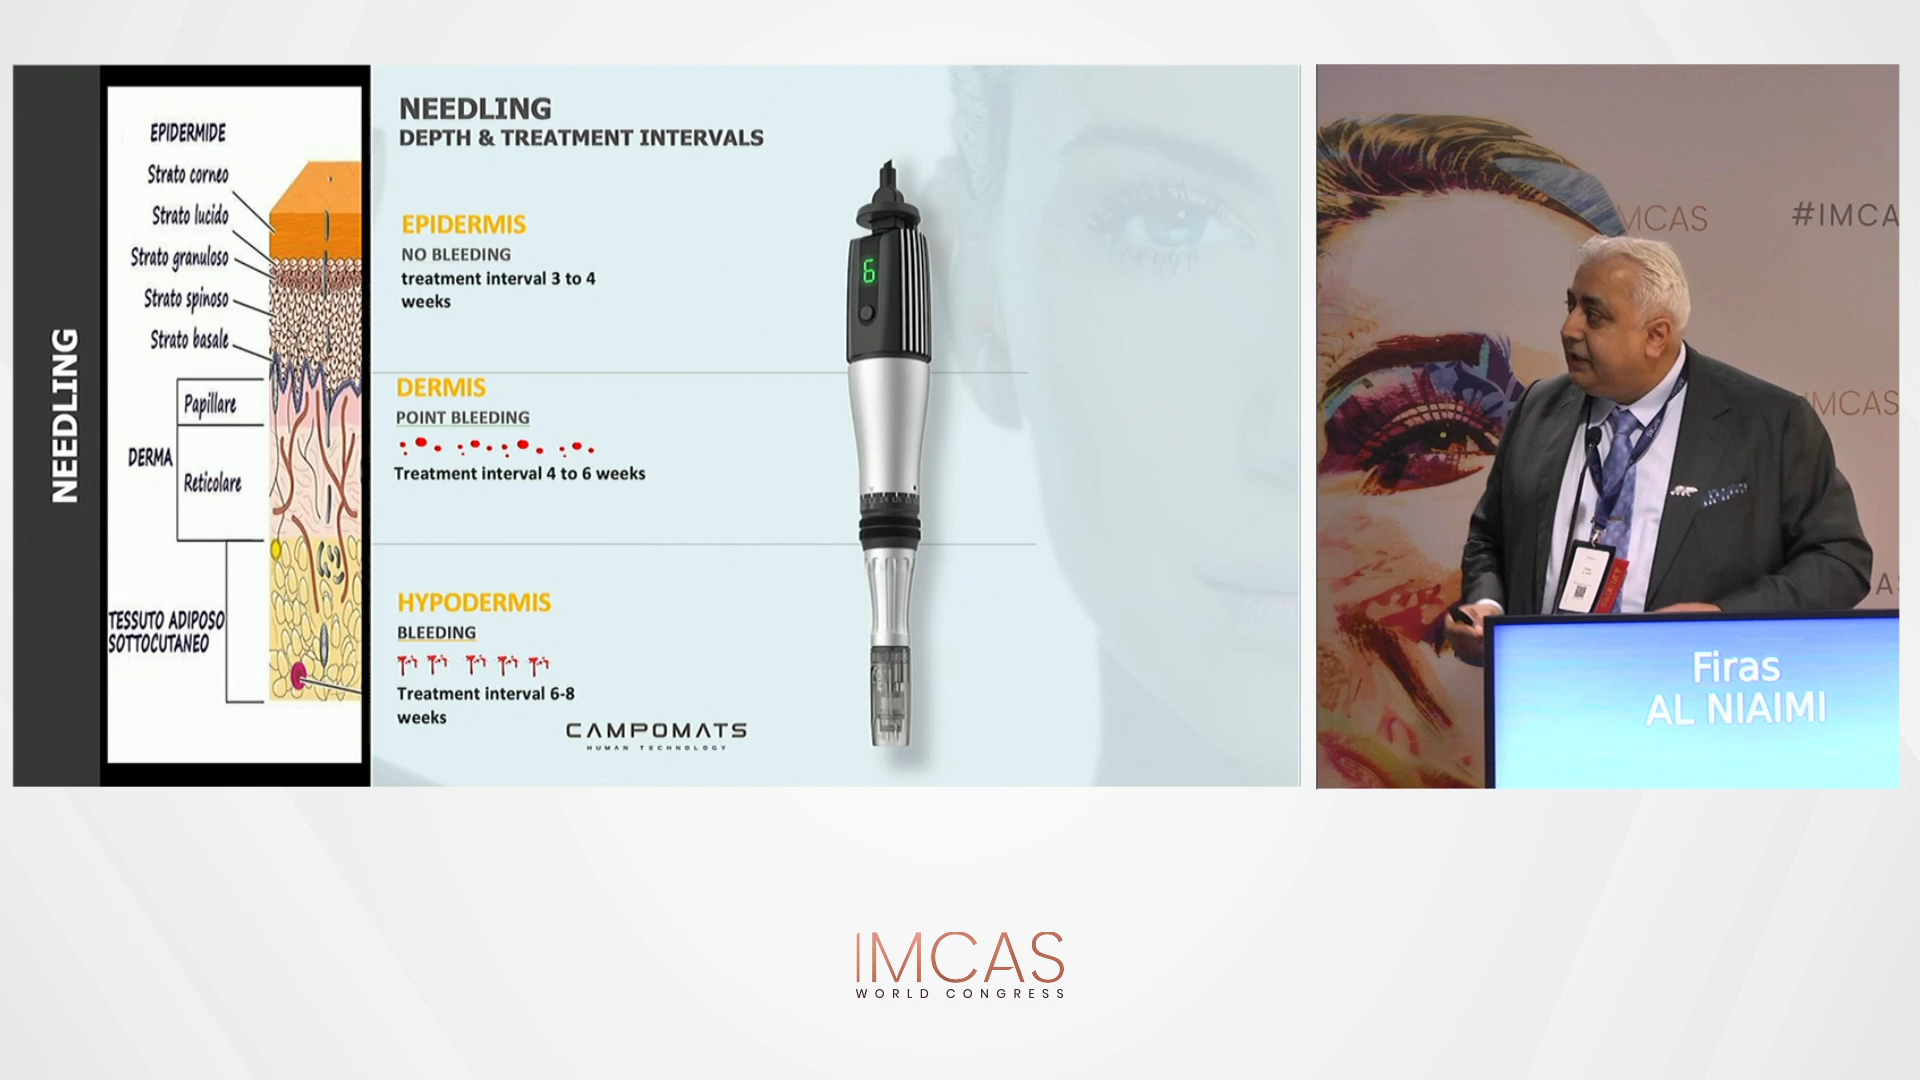 NEEDLING
EPIDERMIDE
Strato corneo
Strato lucido
Strato granuloso
Strato spinoso
Strato basale
Papillare
DERMA
Reticolare
TESSUTO ADIPOSO
SOTTOCUTANEO
NEEDLING
DEPTH & TREATMENT INTERVALS
EPIDERMIS
NO BLEEDING
treatment interval 3 to 4
weeks
DERMIS
POINT BLEEDING
Treatment interval 4 to 6 weeks
HYPODERMIS
BLEEDING
Treatment interval 6-8
weeks
CAMPOMATS
HUMAN TECHNOLOGY
6
MCAS
#IMCA
IMCAS
AS
Firas
AL NIAIMI
IMCAS
WORLD CONGRESS